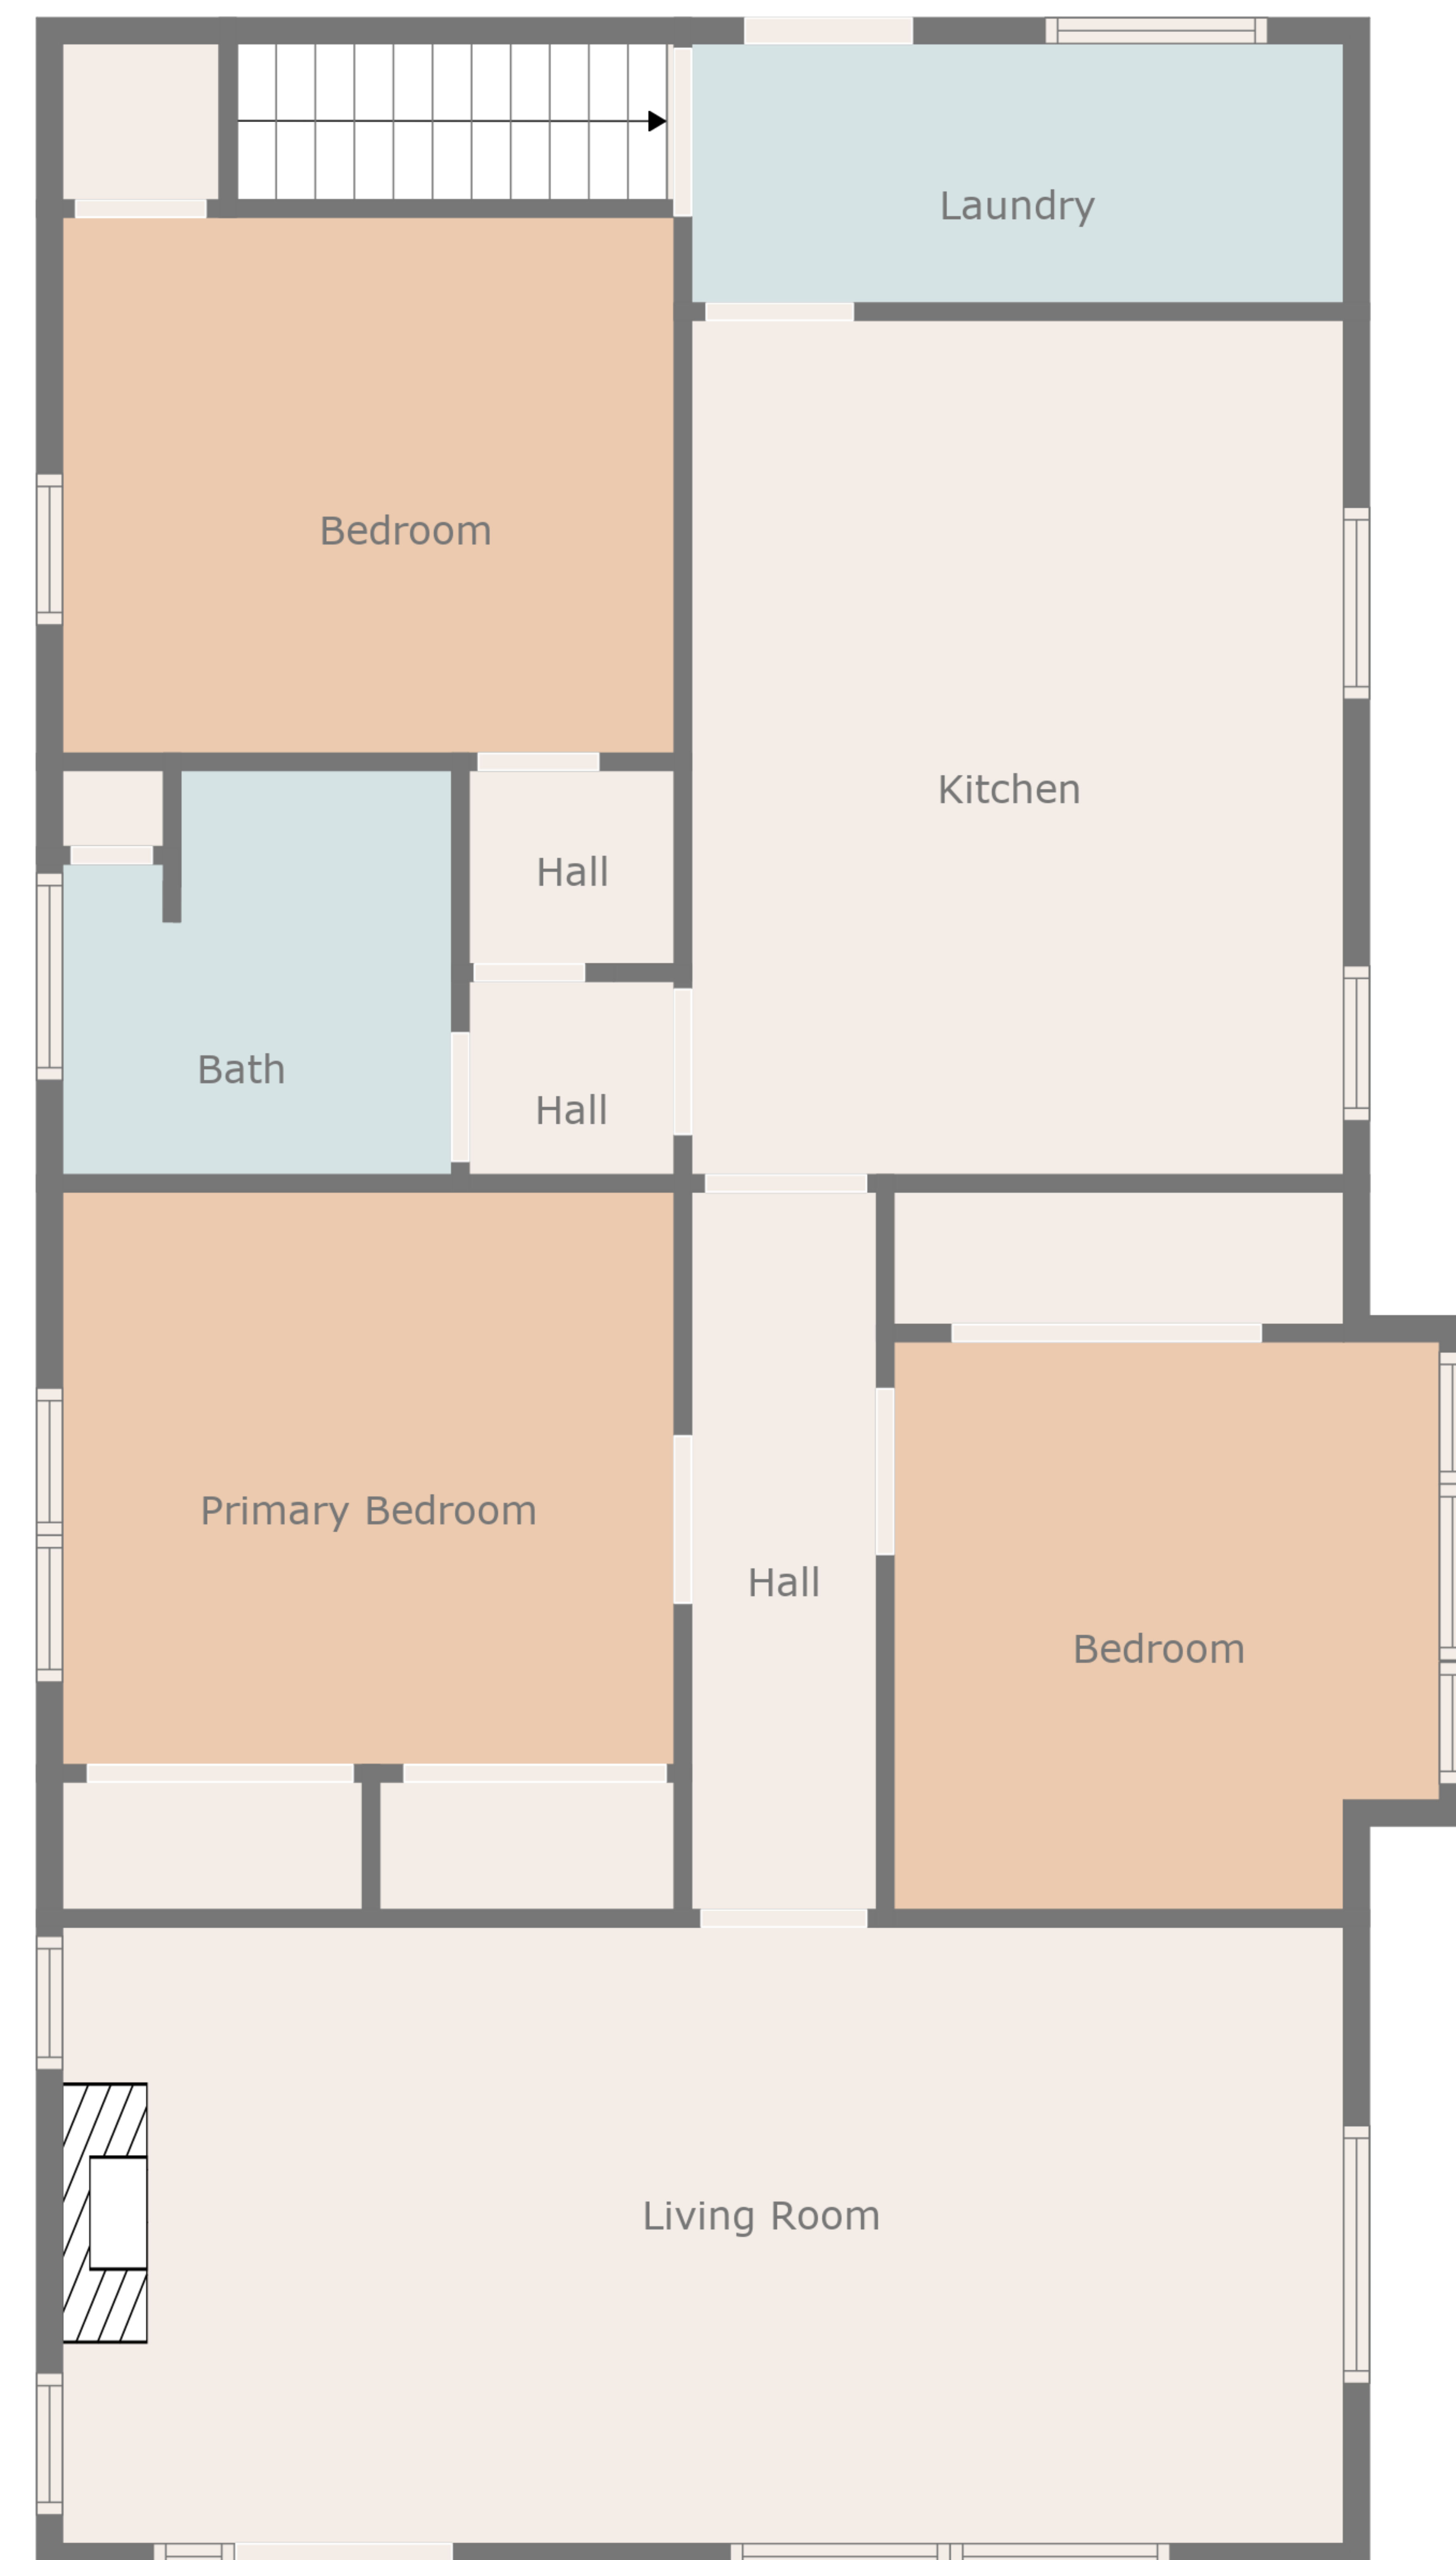 Laundry
Bedroom
Kitchen
Hall
Bath
Hall
Primary Bedroom
Hall
Bedroom
Living Room